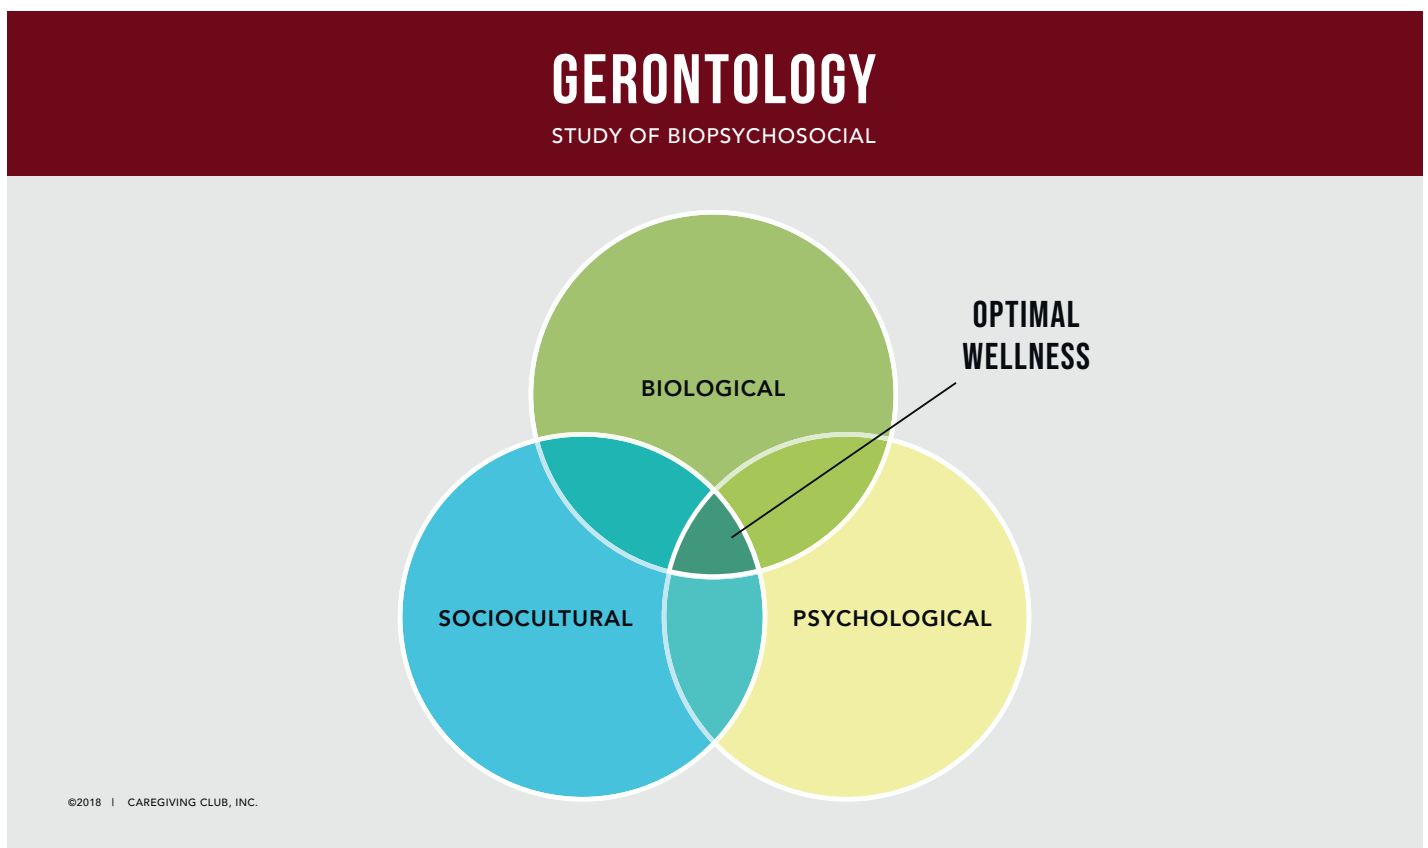 GERONTOLOGY
STUDY OF BIOPSYCHOSOCIAL
OPTIMAL
WELLNESS
BIOLOGICAL
SOCIOCULTURAL
PSYCHOLOGICAL
©2018 | CAREGIVING CLUB, INC.